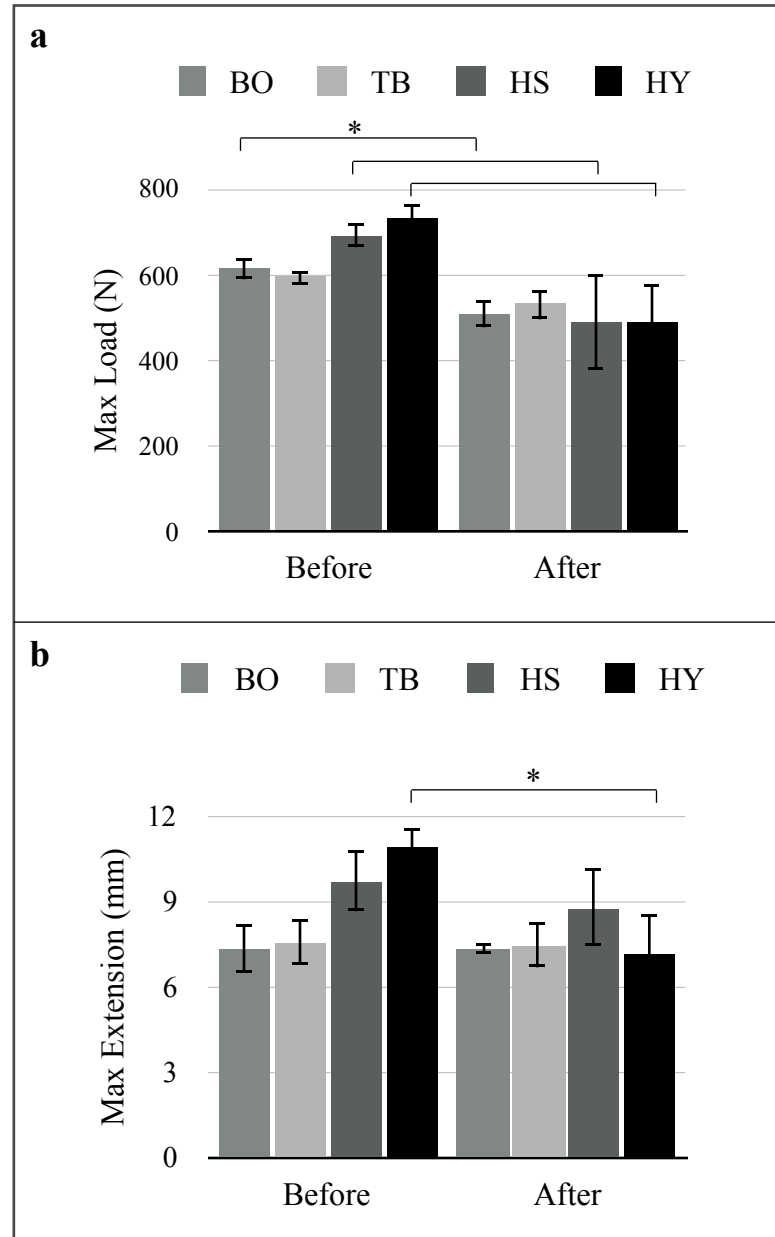 a
BO TB HS HY
*
800
600
400
200
0
Max Load (N)
Before After
b
BO TB HS HY
*
12
9
6
3
0
Max Extension (mm)
Before After